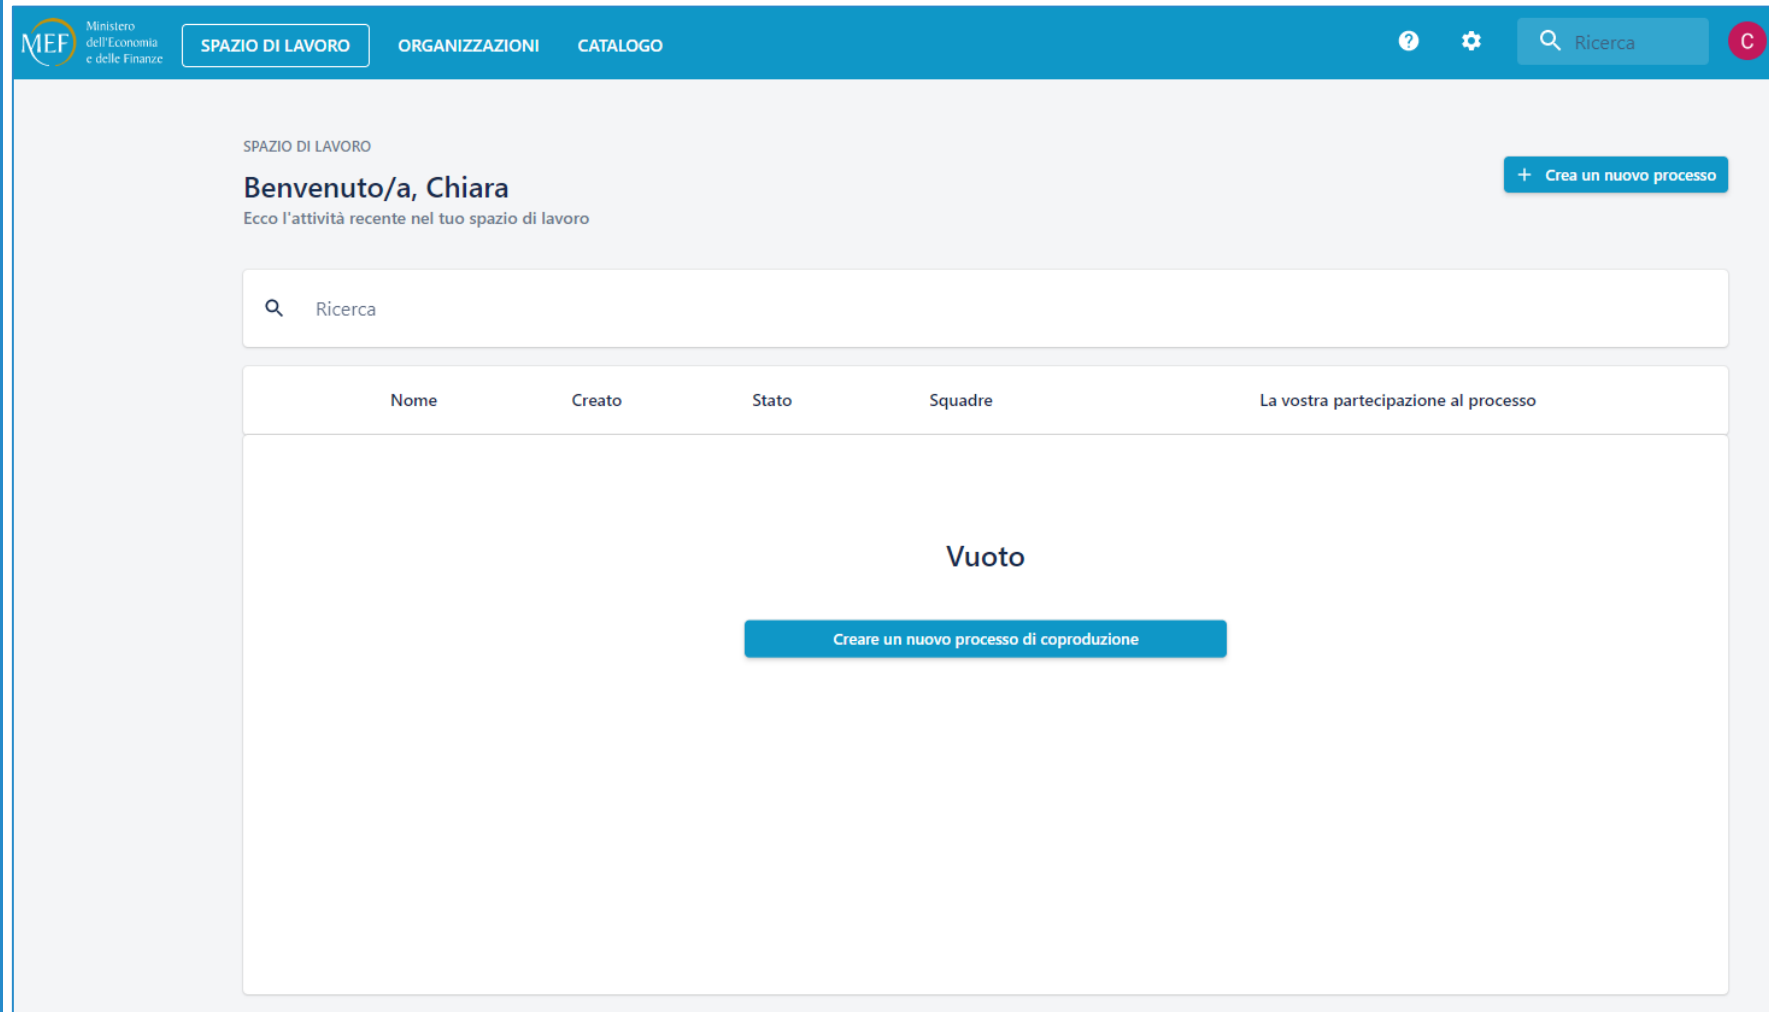 MEF
Ministero
dell'Economia
e delle Finanze
SPAZIO DI LAVORO ORGANIZZAZIONI CATALOGO ? Ricerca C
SPAZIO DI LAVORO
Benvenuto/a, Chiara
Ecco l'attività recente nel tuo spazio di lavoro
+ Crea un nuovo processo
Ricerca
Nome Creato Stato Squadre La vostra partecipazione al processo
Vuoto
Creare un nuovo processo di coproduzione